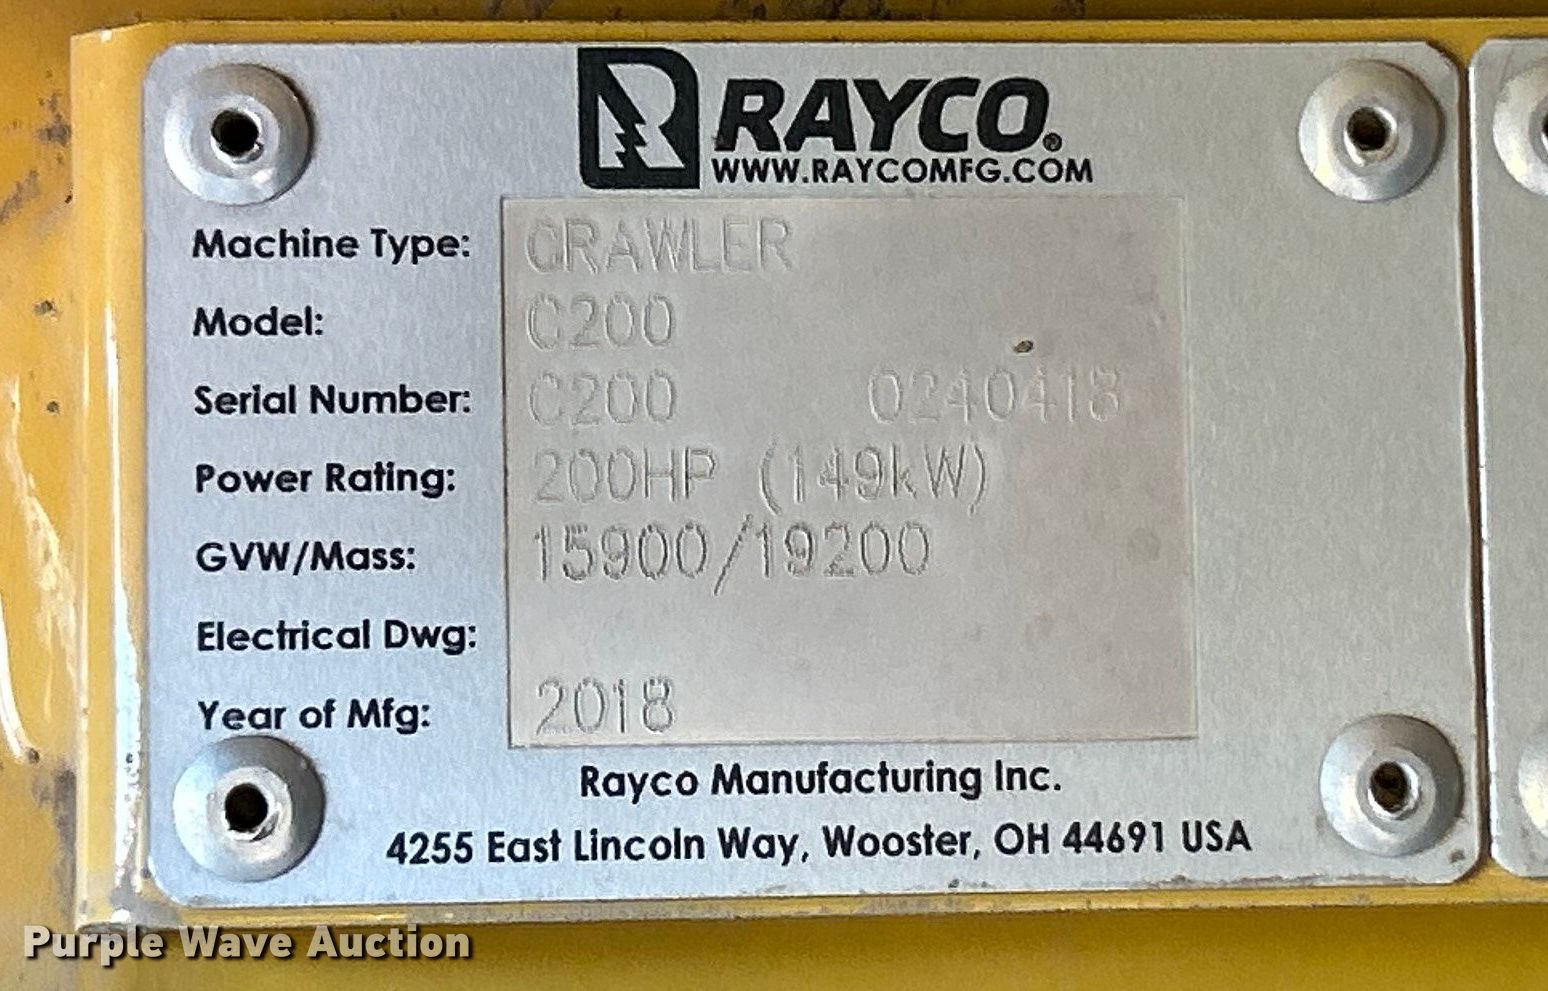 RAYCO®
WWW.RAYCOMFG.COM
Machine Type: CRAWLER
Model: C200
Serial Number: C200 0240418
Power Rating: 200HP (149kW)
GVW/Mass: 15900/19200
Electrical Dwg:
Year of Mfg: 2018
Rayco Manufacturing Inc.
4255 East Lincoln Way, Wooster, OH 44691 USA
Purple Wave Auction